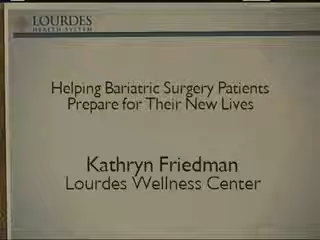 LOURDES
HEALTH SYSTEM
Helping Bariatric Surgery Patients
Prepare for Their New Lives
Kathryn Friedman
Lourdes Wellness Center